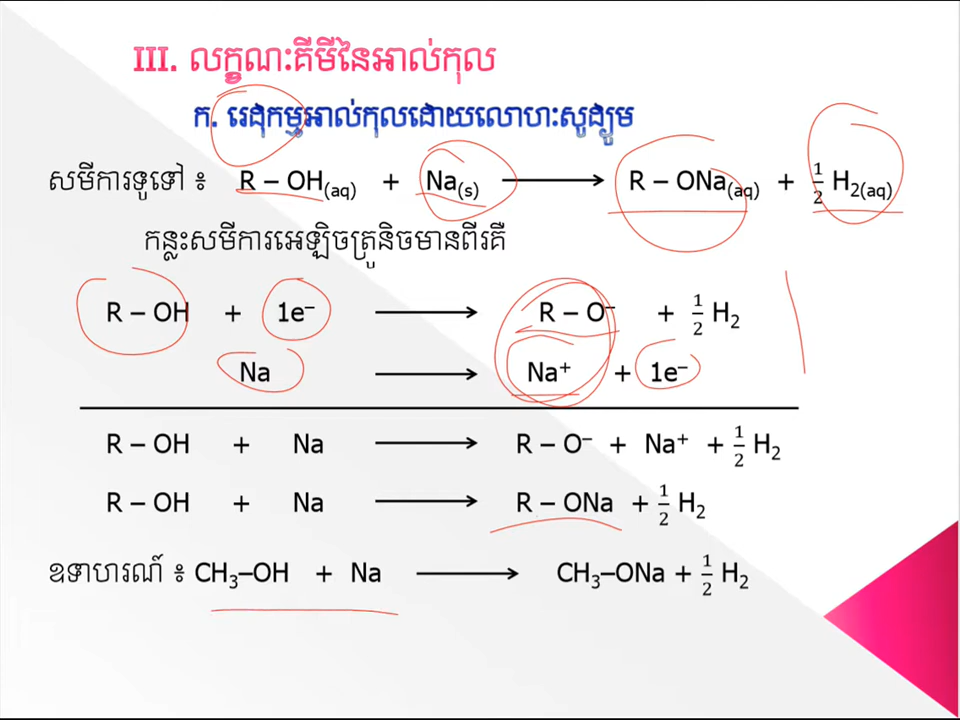 III. លក្ខណៈគីមីនៃអាល់កុល
ក. រេដុកម្មអាល់កុលដោយលោហៈសូដ្យូម
សមីការទូទៅ ៖ R – OH(aq) + Na(s) ⟶ R – ONa(aq) + ½ H₂(aq)
កន្លះសមីការអេឡិចត្រូនិចមានពីរគឺ
R – OH + 1e⁻ ⟶ R – O⁻ + ½ H₂
Na ⟶ Na⁺ + 1e⁻
R – OH + Na ⟶ R – O⁻ + Na⁺ + ½ H₂
R – OH + Na ⟶ R – ONa + ½ H₂
ឧទាហរណ៍ ៖ CH₃–OH + Na ⟶ CH₃–ONa + ½ H₂